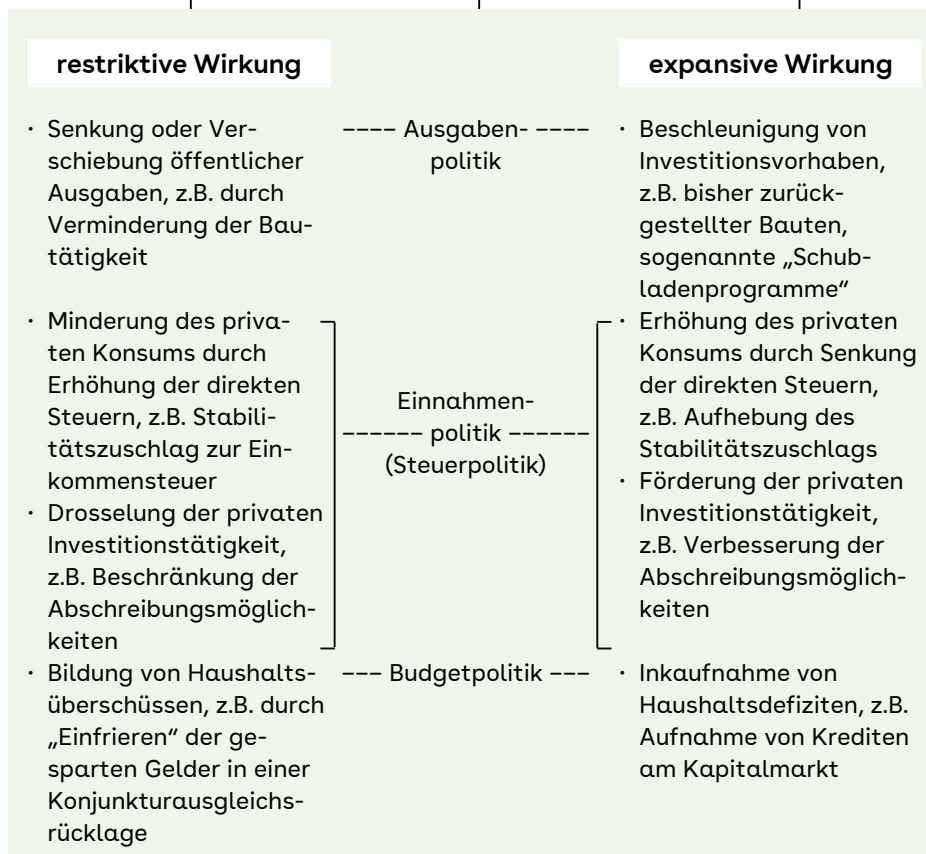 restriktive Wirkung
expansive Wirkung
· Senkung oder Ver-
schiebung öffentlicher
Ausgaben, z.B. durch
Verminderung der Bau-
tätigkeit
---- Ausgaben- ----
politik
· Beschleunigung von
Investitionsvorhaben,
z.B. bisher zurück-
gestellter Bauten,
sogenannte „Schub-
ladenprogramme“
· Minderung des priva-
ten Konsums durch
Erhöhung der direkten
Steuern, z.B. Stabili-
tätszuschlag zur Ein-
kommensteuer
· Drosselung der privaten
Investitionstätigkeit,
z.B. Beschränkung der
Abschreibungsmöglich-
keiten
Einnahmen-
------ politik ------
(Steuerpolitik)
· Erhöhung des privaten
Konsums durch Senkung
der direkten Steuern,
z.B. Aufhebung des
Stabilitätszuschlags
· Förderung der privaten
Investitionstätigkeit,
z.B. Verbesserung der
Abschreibungsmöglich-
keiten
· Bildung von Haushalts-
überschüssen, z.B. durch
„Einfrieren“ der ge-
sparten Gelder in einer
Konjunkturausgleichs-
rücklage
--- Budgetpolitik ---
· Inkaufnahme von
Haushaltsdefiziten, z.B.
Aufnahme von Krediten
am Kapitalmarkt